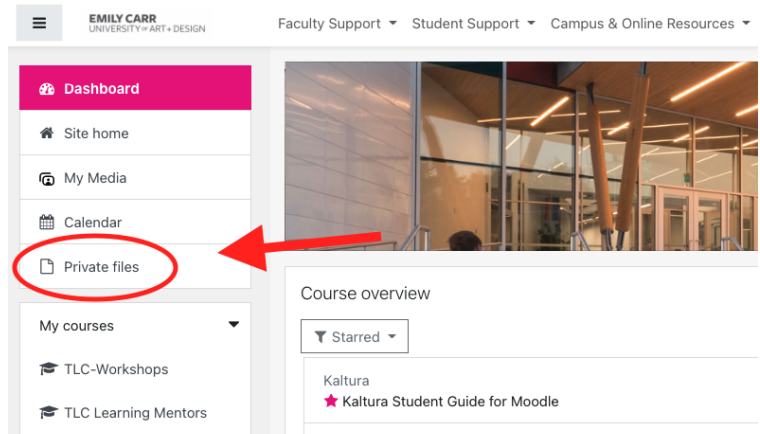 EMILY CARR
UNIVERSITY OF ART + DESIGN
Faculty Support
Student Support
Campus & Online Resources
Dashboard
Site home
My Media
Calendar
Private files
My courses
TLC-Workshops
TLC Learning Mentors
Course overview
Starred
Kaltura
Kaltura Student Guide for Moodle